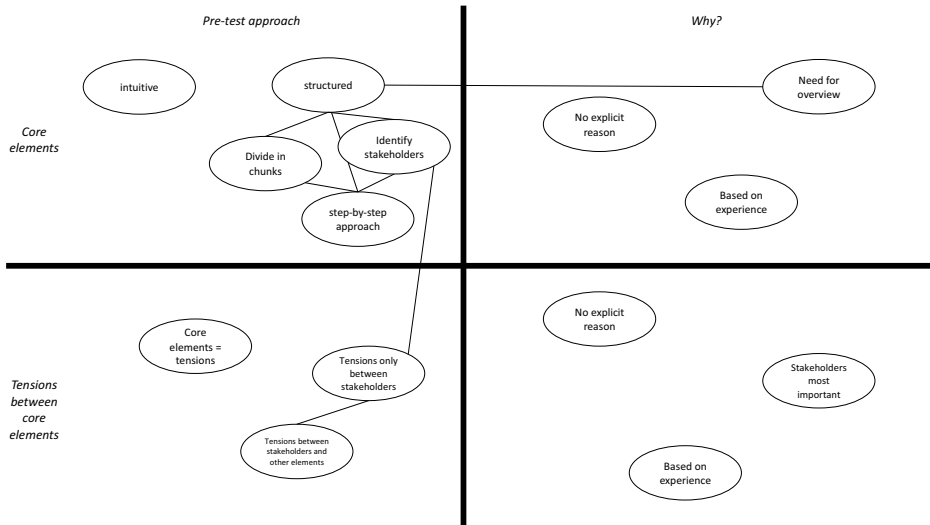 Pre-test approach
Why?
Core
elements
intuitive
structured
Divide in
chunks
Identify
stakeholders
step-by-step
approach
Need for
overview
No explicit
reason
Based on
experience
Tensions
between
core
elements
Core
elements =
tensions
Tensions only
between
stakeholders
Tensions between
stakeholders and
other elements
No explicit
reason
Stakeholders
most
important
Based on
experience